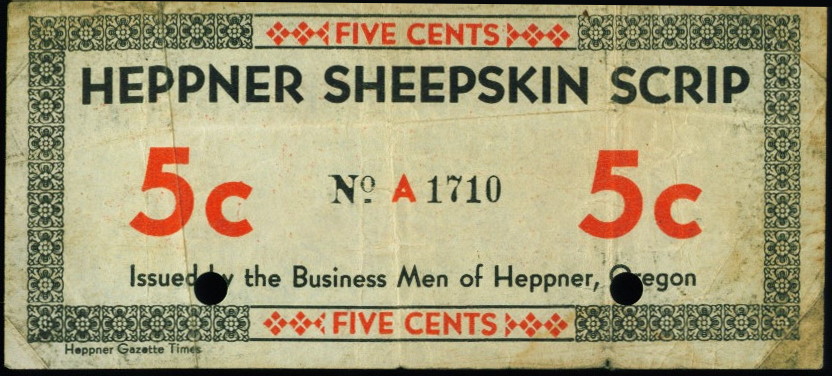 FIVE CENTS
HEPPNER SHEEPSKIN SCRIP
5c Nº A 1710 5c
Issued by the Business Men of Heppner, Oregon
FIVE CENTS
Heppner Gazette Times